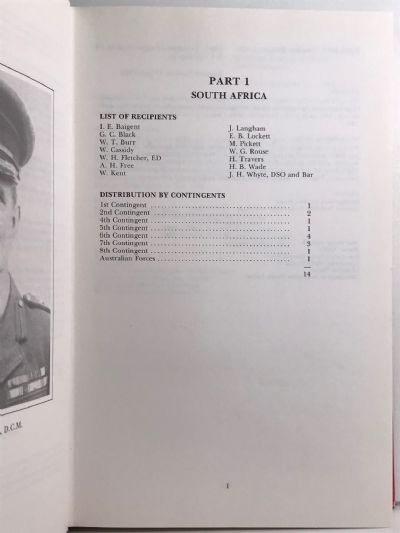 PART 1
SOUTH AFRICA
LIST OF RECIPIENTS
I. E. Baigent
G. C. Black
W. T. Burr
W. Cassidy
W. H. Fletcher, ED
A. H. Free
W. Kent
J. Langham
E. B. Lockett
M. Pickett
W. G. Rouse
H. Travers
H. B. Wade
J. H. Whyte, DSO and Bar
DISTRIBUTION BY CONTINGENTS
1st Contingent 1
2nd Contingent 2
4th Contingent 1
5th Contingent 1
6th Contingent 4
7th Contingent 3
8th Contingent 1
Australian Forces 1
14
D.C.M.
1